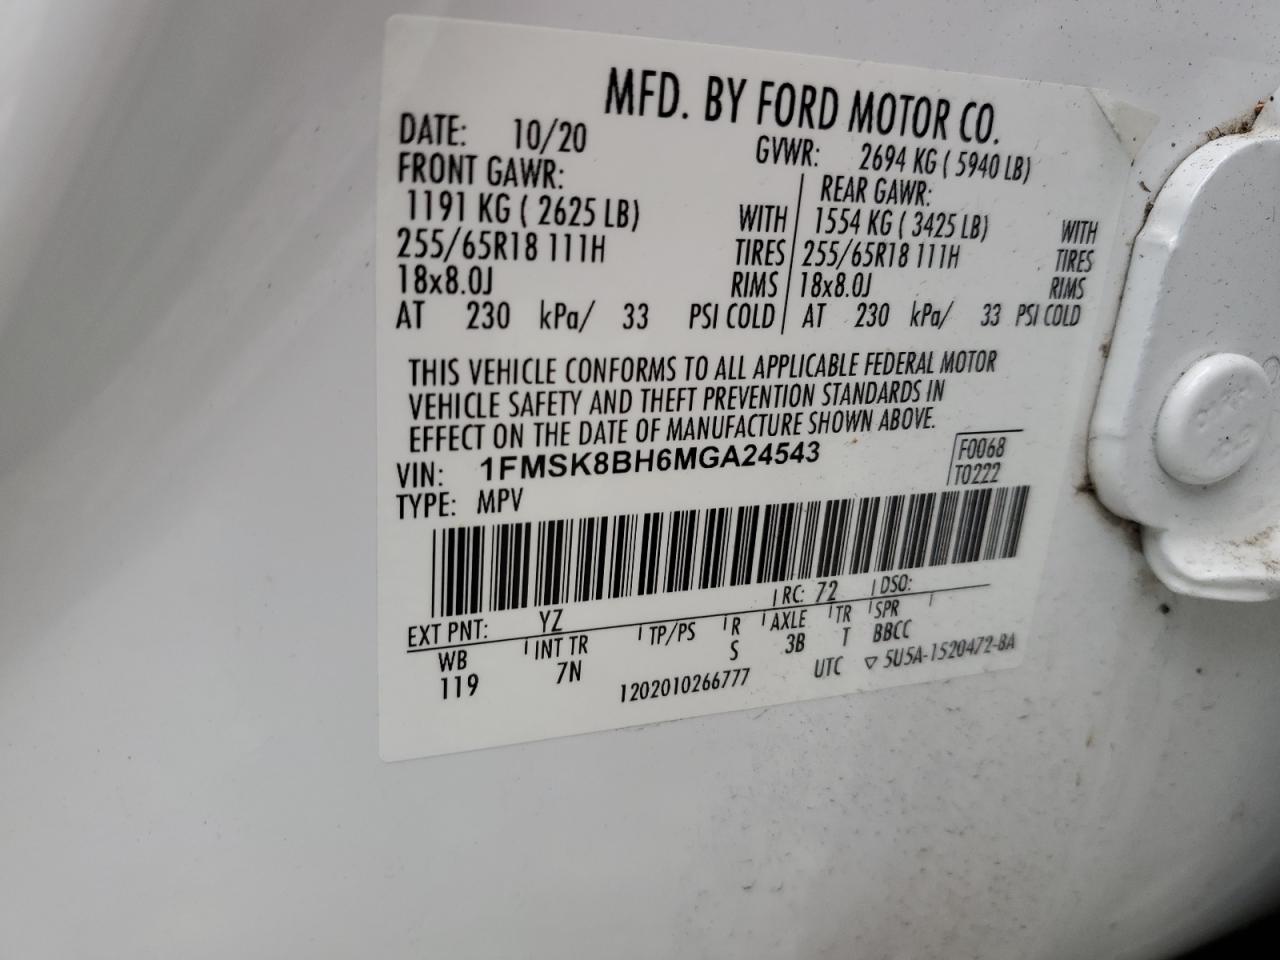 MFD. BY FORD MOTOR CO.
DATE: 10/20 GVWR: 2694 KG ( 5940 LB)
FRONT GAWR: REAR GAWR:
1191 KG ( 2625 LB) WITH 1554 KG ( 3425 LB) WITH
255/65R18 111H TIRES 255/65R18 111H TIRES
18x8.0J RIMS 18x8.0J RIMS
AT 230 kPa/ 33 PSI COLD AT 230 kPa/ 33 PSI COLD
THIS VEHICLE CONFORMS TO ALL APPLICABLE FEDERAL MOTOR
VEHICLE SAFETY AND THEFT PREVENTION STANDARDS IN
EFFECT ON THE DATE OF MANUFACTURE SHOWN ABOVE.
VIN: 1FMSK8BH6MGA24543 F0068
TYPE: MPV T0222
EXT PNT: YZ RC: 72 DSO:
WB INT TR TP/PS R AXLE TR SPR
119 7N S 3B T BBCC
1202010266777 UTC ▽ 5U5A-1520472-BA